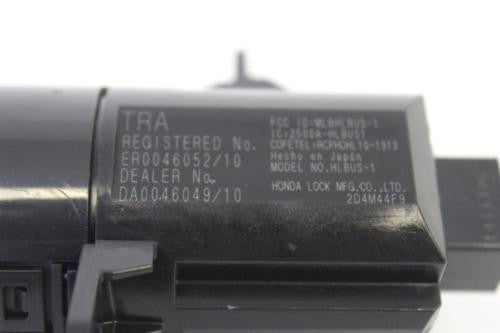 TRA
REGISTERED No.
ER0046052/10
DEALER No.
DA0046049/10
FCC ID:MLBHLBUS-1
IC:2500A-HLBUS1
COFETEL:RCPHOHL10-1313
Hecho en Japón
MODEL NO.:HLBUS-1
HONDA LOCK MFG.CO.,LTD.
2D4M44F9